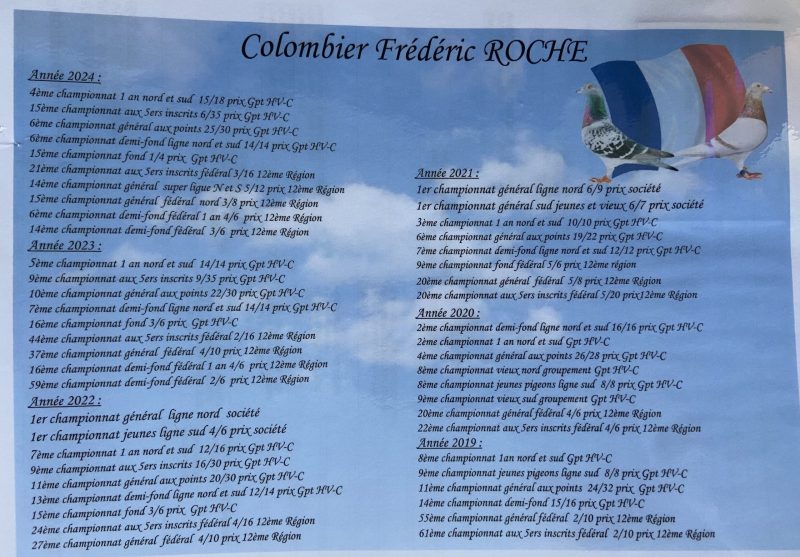 Colombier Frédéric ROCHE
Année 2024 :
4ème championnat 1 an nord et sud 15/18 prix Gpt HV-C
15ème championnat aux 5ers inscrits 6/35 prix Gpt HV-C
6ème championnat général aux points 25/30 prix Gpt HV-C
6ème championnat demi-fond ligne nord et sud 14/14 prix Gpt HV-C
15ème championnat fond 1/4 prix Gpt HV-C
21ème championnat aux 5ers inscrits fédéral 3/16 12ème Région
14ème championnat général super ligue N et S 5/12 prix 12ème Région
15ème championnat général fédéral nord 3/8 prix 12ème Région
6ème championnat demi-fond fédéral 1 an 4/6 prix 12ème Région
14ème championnat demi-fond fédéral 3/6 prix 12ème Région
Année 2023 :
5ème championnat 1 an nord et sud 14/14 prix Gpt HV-C
9ème championnat aux 5ers inscrits 9/35 prix Gpt HV-C
10ème championnat général aux points 22/30 prix Gpt HV-C
7ème championnat demi-fond ligne nord et sud 14/14 prix Gpt HV-C
16ème championnat fond 3/6 prix Gpt HV-C
44ème championnat aux 5ers inscrits fédéral 2/16 12ème Région
37ème championnat général fédéral 4/10 prix 12ème Région
16ème championnat demi-fond fédéral 1 an 4/6 prix 12ème Région
59ème championnat demi-fond fédéral 2/6 prix 12ème Région
Année 2022 :
1er championnat général ligne nord société
1er championnat jeunes ligne sud 4/6 prix société
7ème championnat 1 an nord et sud 12/16 prix Gpt HV-C
9ème championnat aux 5ers inscrits 16/30 prix Gpt HV-C
11ème championnat général aux points 20/30 prix Gpt HV-C
13ème championnat demi-fond ligne nord et sud 12/14 prix Gpt HV-C
15ème championnat fond 3/6 prix Gpt HV-C
24ème championnat aux 5ers inscrits fédéral 4/16 12ème Région
27ème championnat général fédéral 4/10 prix 12ème Région
Année 2021 :
1er championnat général ligne nord 6/9 prix société
1er championnat général sud jeunes et vieux 6/7 prix société
3ème championnat 1 an nord et sud 10/10 prix Gpt HV-C
6ème championnat général aux points 19/22 prix Gpt HV-C
7ème championnat demi-fond ligne nord et sud 12/12 prix Gpt HV-C
9ème championnat fond fédéral 5/6 prix 12ème région
20ème championnat général fédéral 5/8 prix 12ème Région
20ème championnat aux 5ers inscrits fédéral 5/20 prix12ème Région
Année 2020 :
2ème championnat demi-fond ligne nord et sud 16/16 prix Gpt HV-C
2ème championnat 1 an nord et sud Gpt HV-C
4ème championnat général aux points 26/28 prix Gpt HV-C
8ème championnat vieux nord groupement Gpt HV-C
8ème championnat jeunes pigeons ligne sud 8/8 prix Gpt HV-C
9ème championnat vieux sud groupement Gpt HV-C
20ème championnat général fédéral 4/6 prix 12ème Région
22ème championnat aux 5ers inscrits fédéral 4/6 prix 12ème Région
Année 2019 :
8ème championnat 1an nord et sud Gpt HV-C
9ème championnat jeunes pigeons ligne sud 8/8 prix Gpt HV-C
11ème championnat général aux points 24/32 prix Gpt HV-C
14ème championnat demi-fond 15/16 prix Gpt HV-C
55ème championnat général fédéral 2/10 prix 12ème Région
61ème championnat aux 5ers inscrits fédéral 2/10 prix 12ème Région